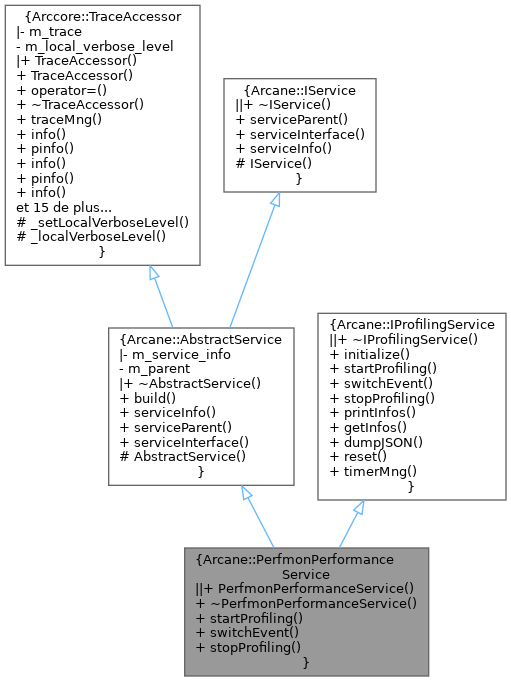 {Arccore::TraceAccessor
|- m_trace
- m_local_verbose_level
|+ TraceAccessor()
+ TraceAccessor()
+ operator=()
+ ~TraceAccessor()
+ traceMng()
+ info()
+ pinfo()
+ info()
+ pinfo()
+ info()
et 15 de plus...
# _setLocalVerboseLevel()
# _localVerboseLevel()
}
{Arcane::IService
||+ ~IService()
+ serviceParent()
+ serviceInterface()
+ serviceInfo()
# IService()
}
{Arcane::AbstractService
|- m_service_info
- m_parent
|+ ~AbstractService()
+ build()
+ serviceInfo()
+ serviceParent()
+ serviceInterface()
# AbstractService()
}
{Arcane::IProfilingService
||+ ~IProfilingService()
+ initialize()
+ startProfiling()
+ switchEvent()
+ stopProfiling()
+ printInfos()
+ getInfos()
+ dumpJSON()
+ reset()
+ timerMng()
}
{Arcane::PerfmonPerformance
Service
||+ PerfmonPerformanceService()
+ ~PerfmonPerformanceService()
+ startProfiling()
+ switchEvent()
+ stopProfiling()
}